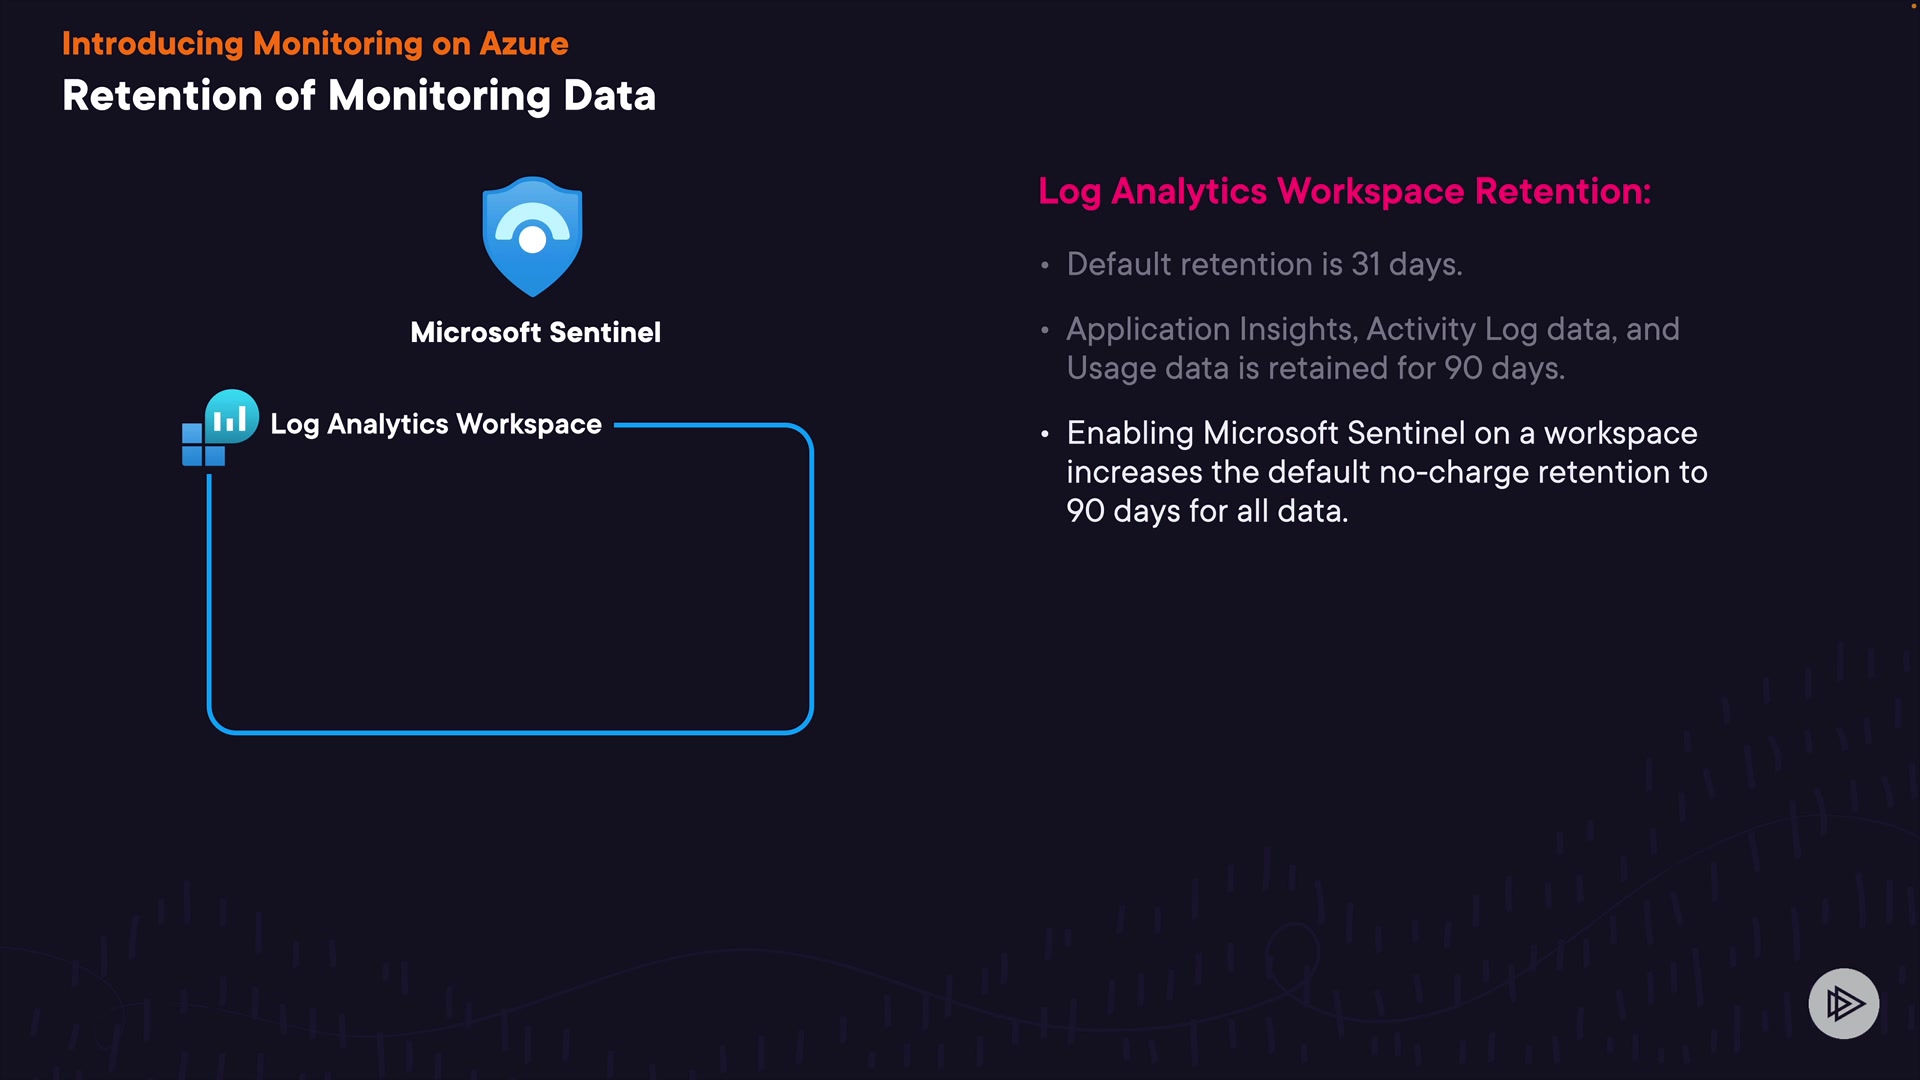 Introducing Monitoring on Azure
Retention of Monitoring Data
Microsoft Sentinel
Log Analytics Workspace
Log Analytics Workspace Retention:
• Default retention is 31 days.
• Application Insights, Activity Log data, and
Usage data is retained for 90 days.
• Enabling Microsoft Sentinel on a workspace
increases the default no-charge retention to
90 days for all data.